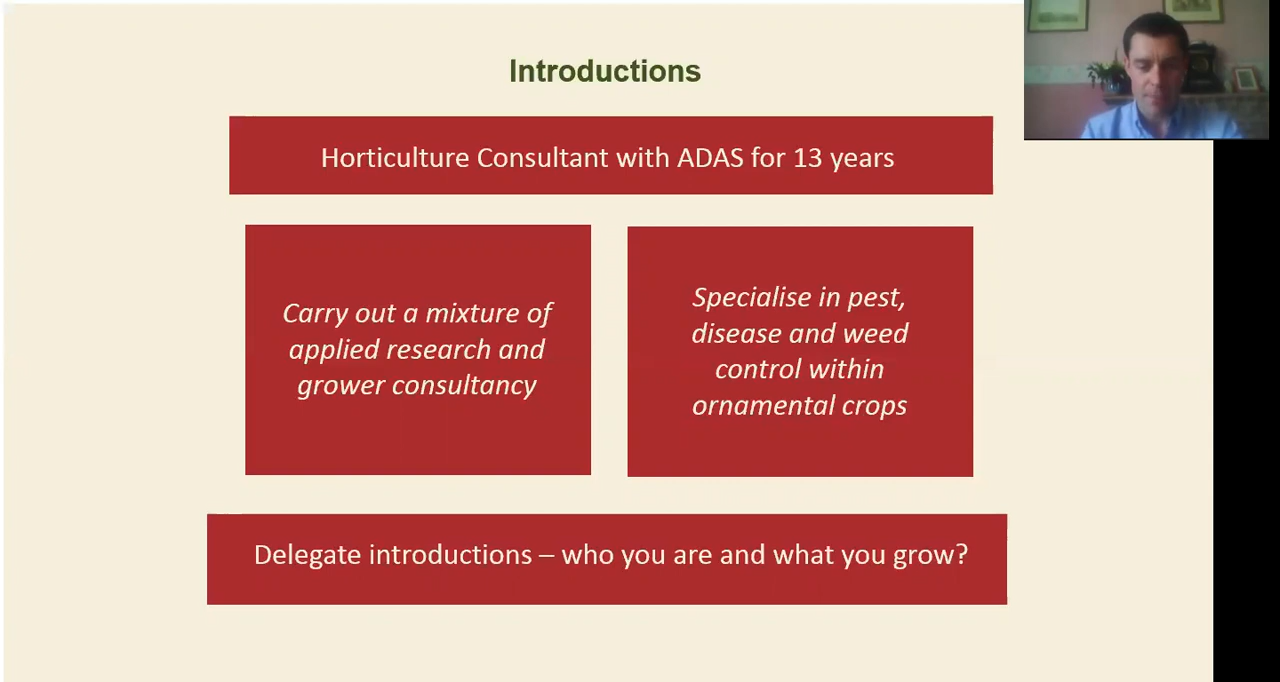 Introductions
Horticulture Consultant with ADAS for 13 years
Carry out a mixture of
applied research and
grower consultancy
Specialise in pest,
disease and weed
control within
ornamental crops
Delegate introductions – who you are and what you grow?